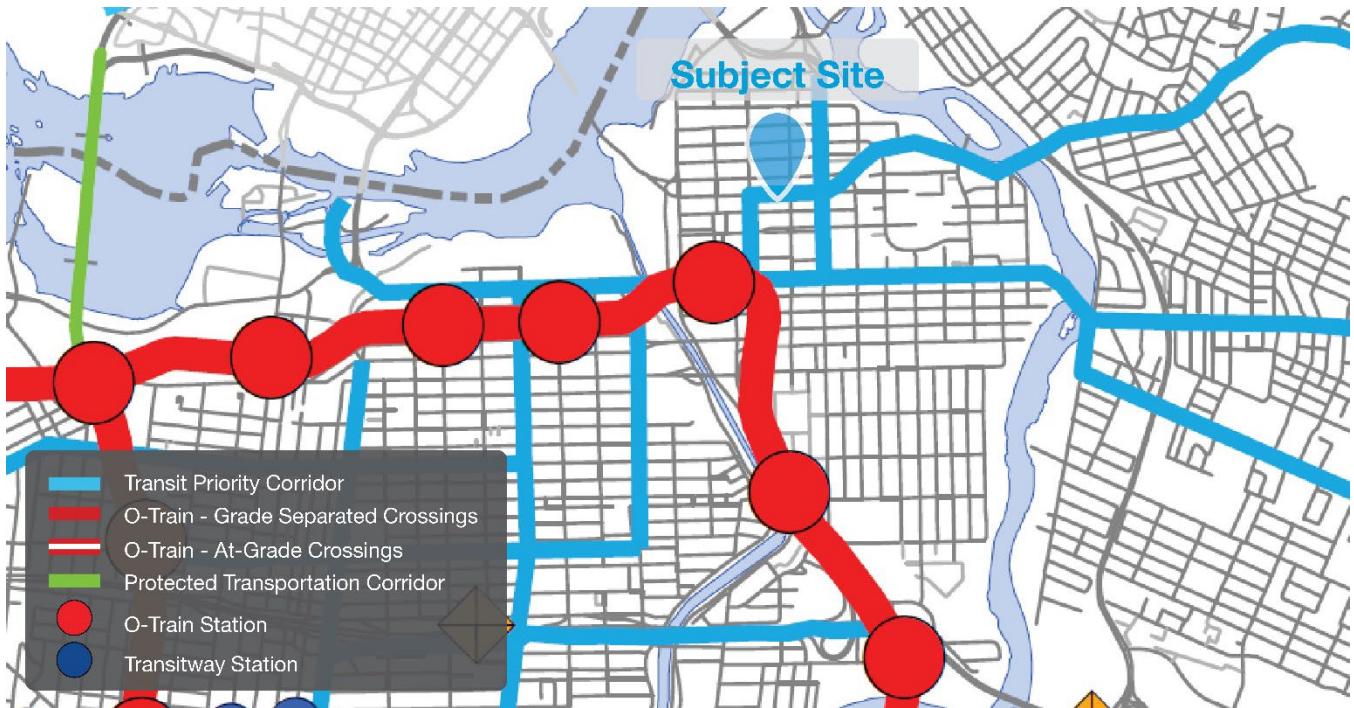 Subject Site
Transit Priority Corridor
O-Train - Grade Separated Crossings
O-Train - At-Grade Crossings
Protected Transportation Corridor
O-Train Station
Transitway Station